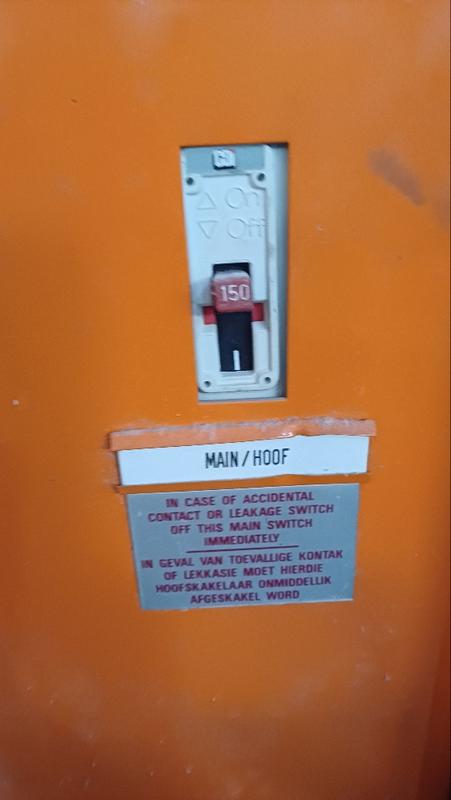 On
Off
150
MAIN/HOOF
IN CASE OF ACCIDENTAL
CONTACT OR LEAKAGE SWITCH
OFF THIS MAIN SWITCH
IMMEDIATELY
IN GEVAL VAN TOEVALLIGE KONTAK
OF LEKKASIE MOET HIERDIE
HOOFSKAKELAAR ONMIDDELLIK
AFGESKAKEL WORD